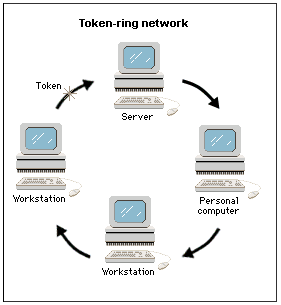 Token-ring network
Token
Server
Workstation
Personal
computer
Workstation